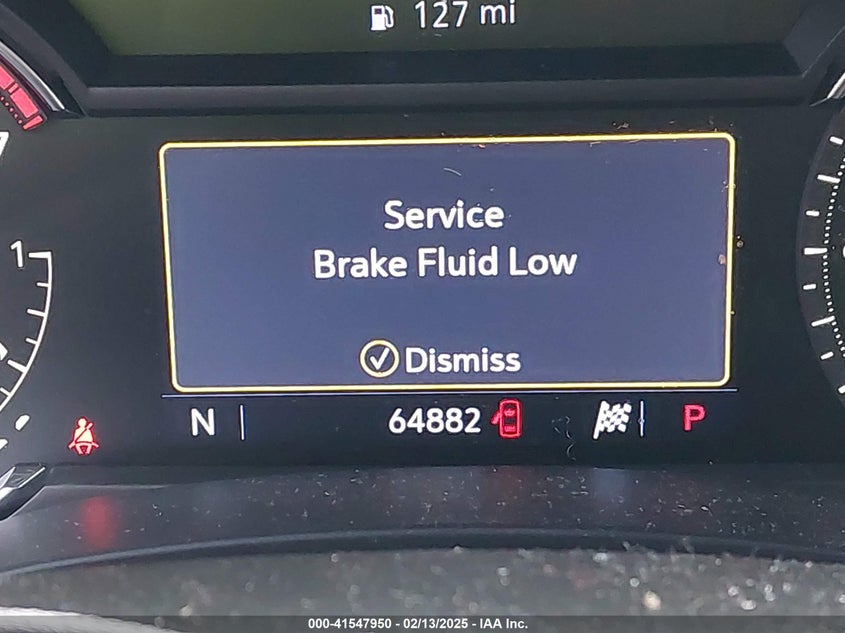 127 mi
Service
Brake Fluid Low
Dismiss
1
N
64882
P
000-41547950 - 02/13/2025 - IAA Inc.